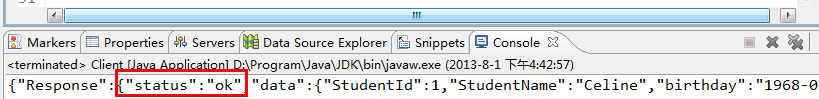 Markers Properties Servers Data Source Explorer Snippets Console
<terminated> Client [Java Application] D:\Program\Java\JDK\bin\javaw.exe (2013-8-1 下午4:42:57)
{"Response":{"status":"ok" "data":{"StudentId":1,"StudentName":"Celine","birthday":"1968-0